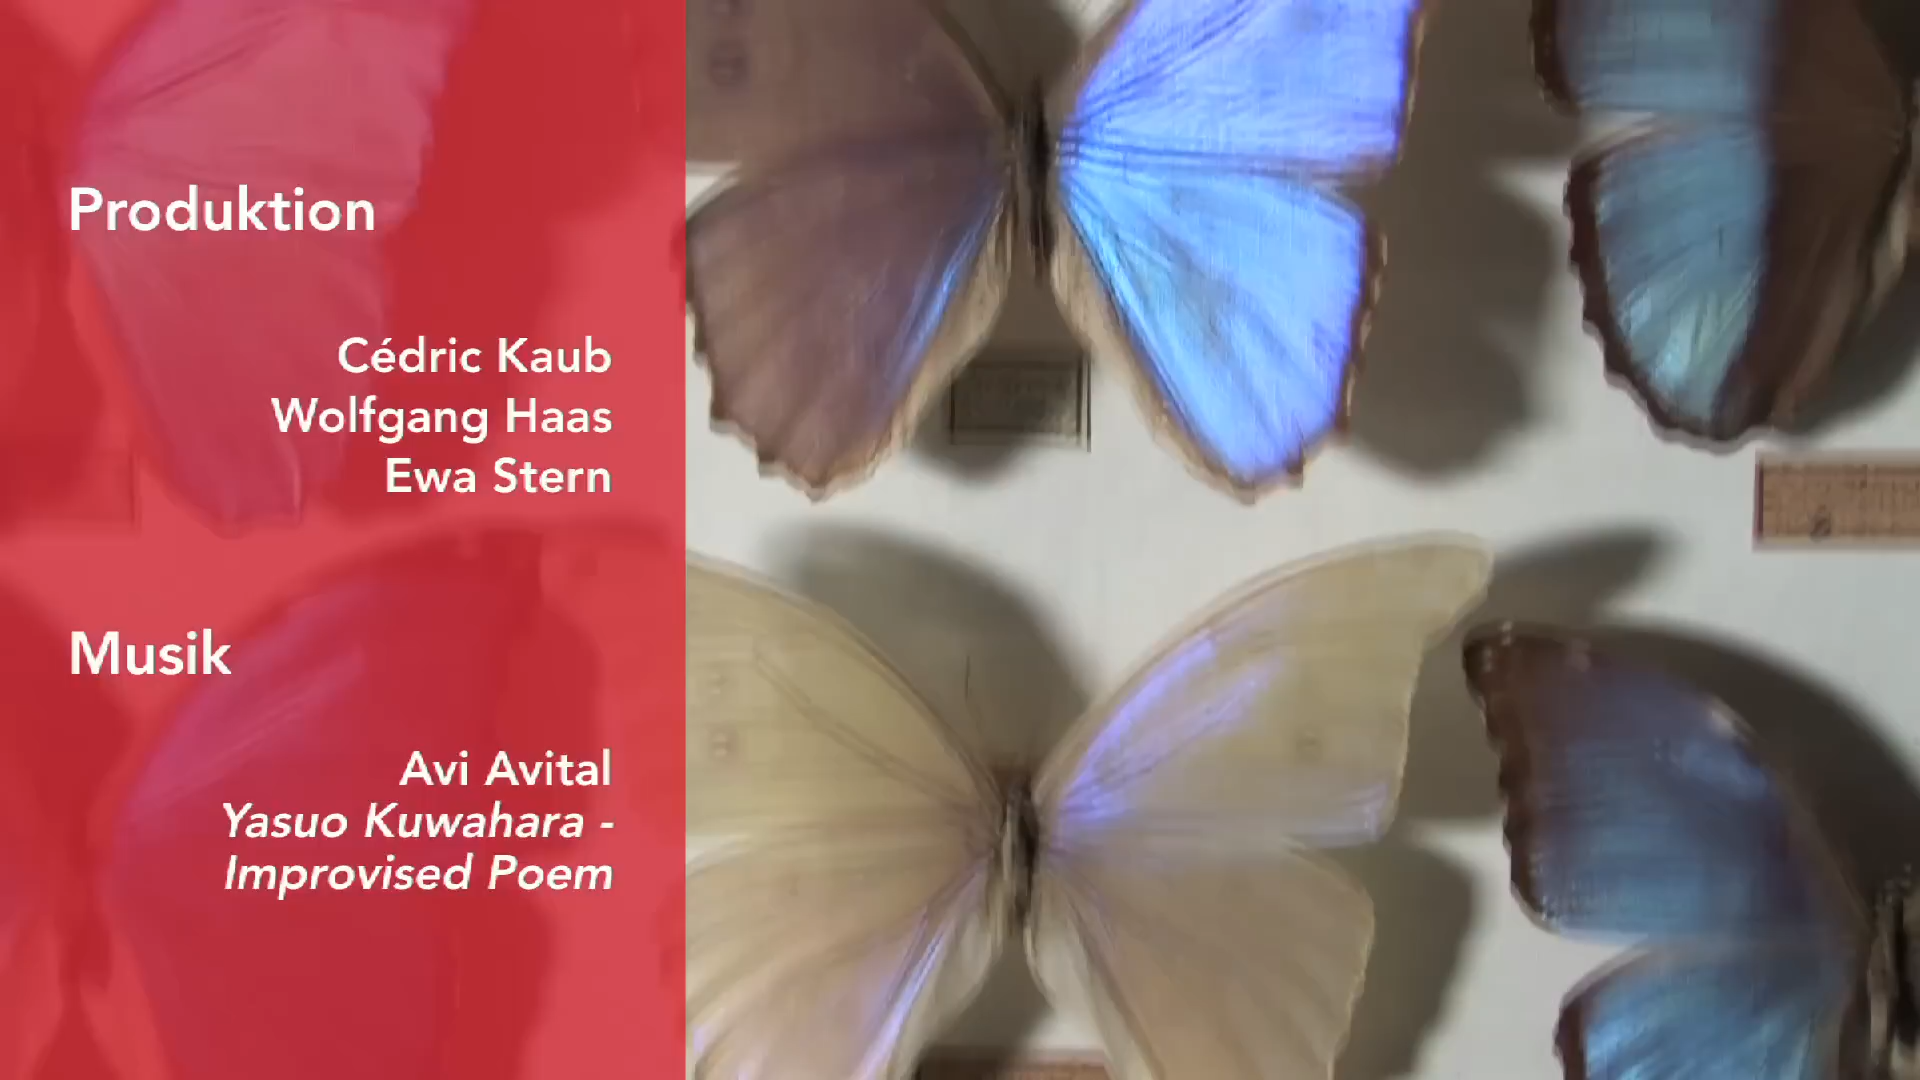 Produktion
Cédric Kaub
Wolfgang Haas
Ewa Stern
Musik
Avi Avital
Yasuo Kuwahara -
Improvised Poem